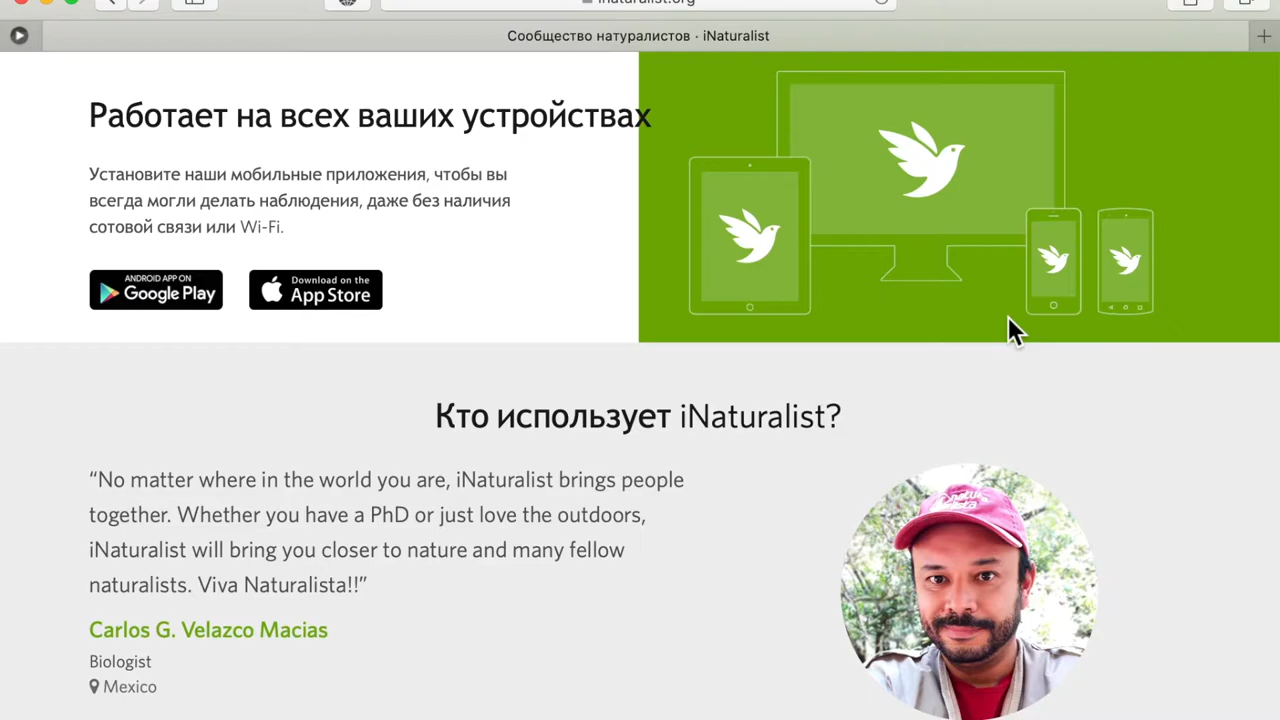 inaturalist.org
Сообщество натуралистов · iNaturalist
Работает на всех ваших устройствах
Установите наши мобильные приложения, чтобы вы
всегда могли делать наблюдения, даже без наличия
сотовой связи или Wi-Fi.
ANDROID APP ON
Google Play
Download on the
App Store
Кто использует iNaturalist?
“No matter where in the world you are, iNaturalist brings people
together. Whether you have a PhD or just love the outdoors,
iNaturalist will bring you closer to nature and many fellow
naturalists. Viva Naturalista!!”
Carlos G. Velazco Macias
Biologist
Mexico